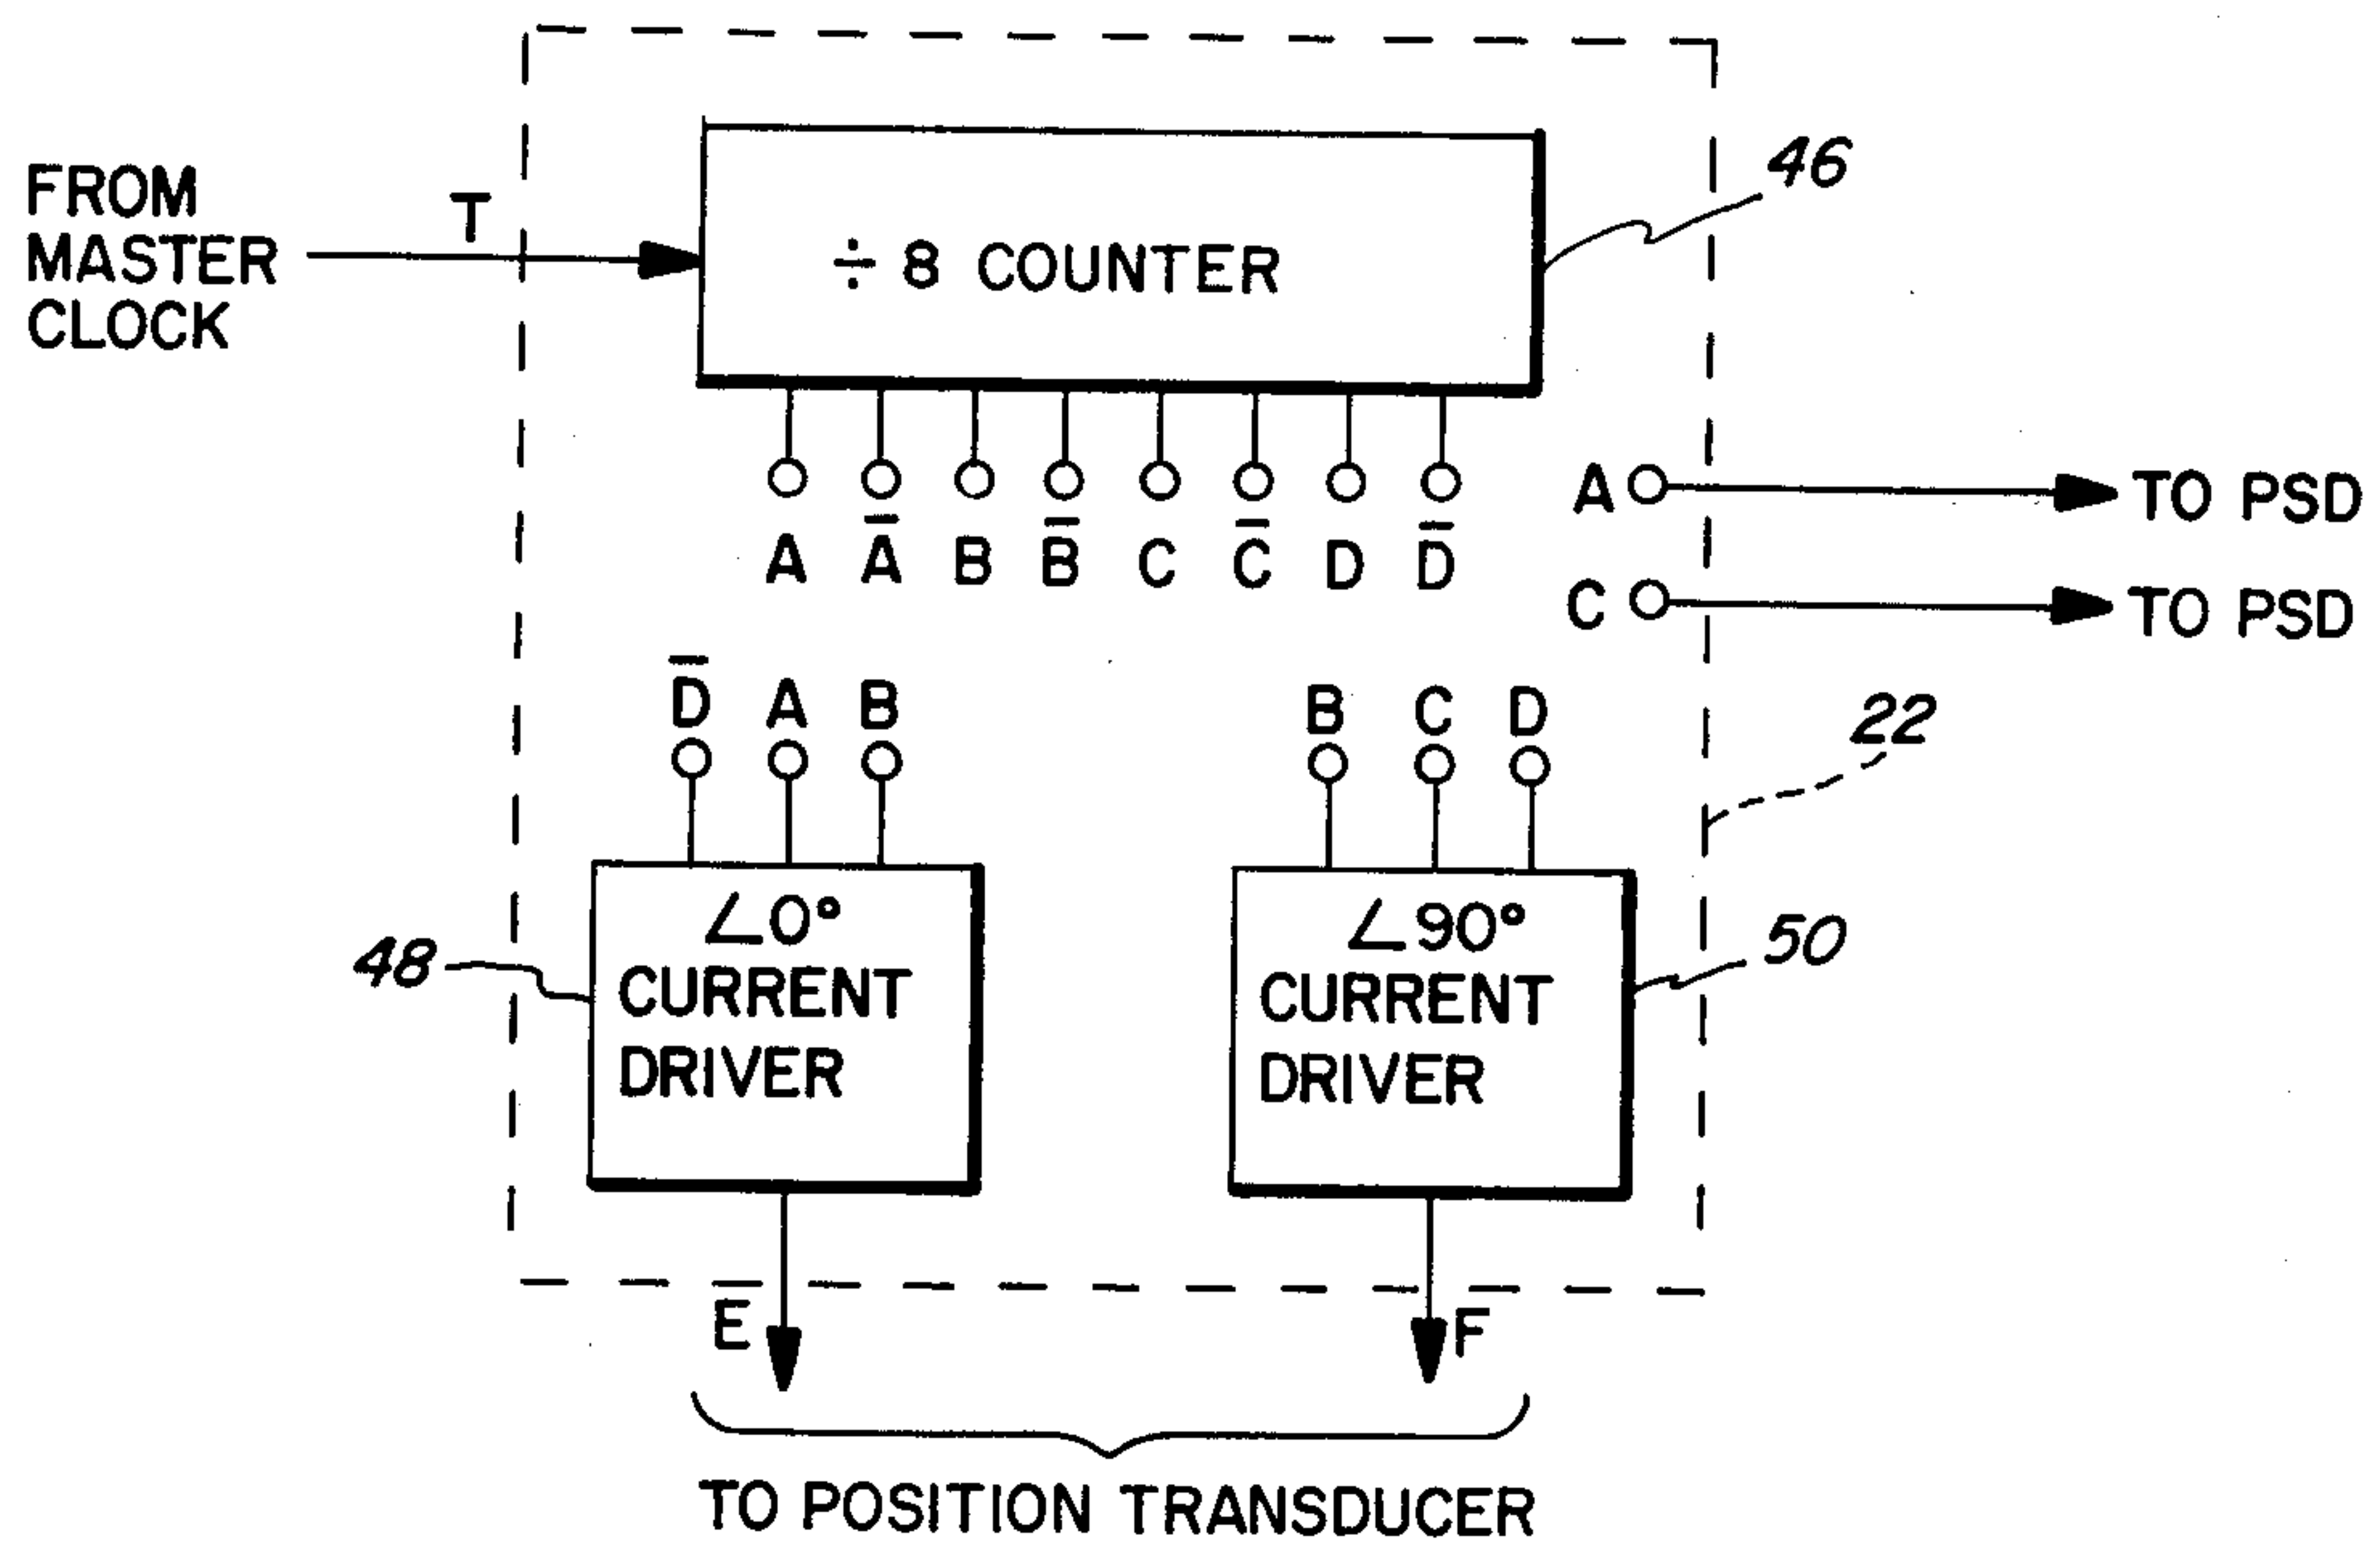 FROM
MASTER
CLOCK
T
÷ 8 COUNTER
46
A A̅ B B̅ C C̅ D D̅
A TO PSD
C TO PSD
D̅ A B
B C D
22
∠0°
CURRENT
DRIVER
48
∠90°
CURRENT
DRIVER
50
E
F
TO POSITION TRANSDUCER